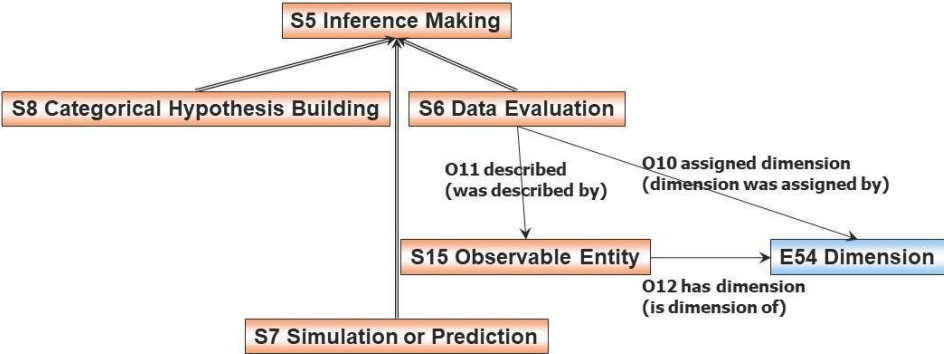 S5 Inference Making
S8 Categorical Hypothesis Building
S6 Data Evaluation
O11 described
(was described by)
O10 assigned dimension
(dimension was assigned by)
S15 Observable Entity
E54 Dimension
O12 has dimension
(is dimension of)
S7 Simulation or Prediction